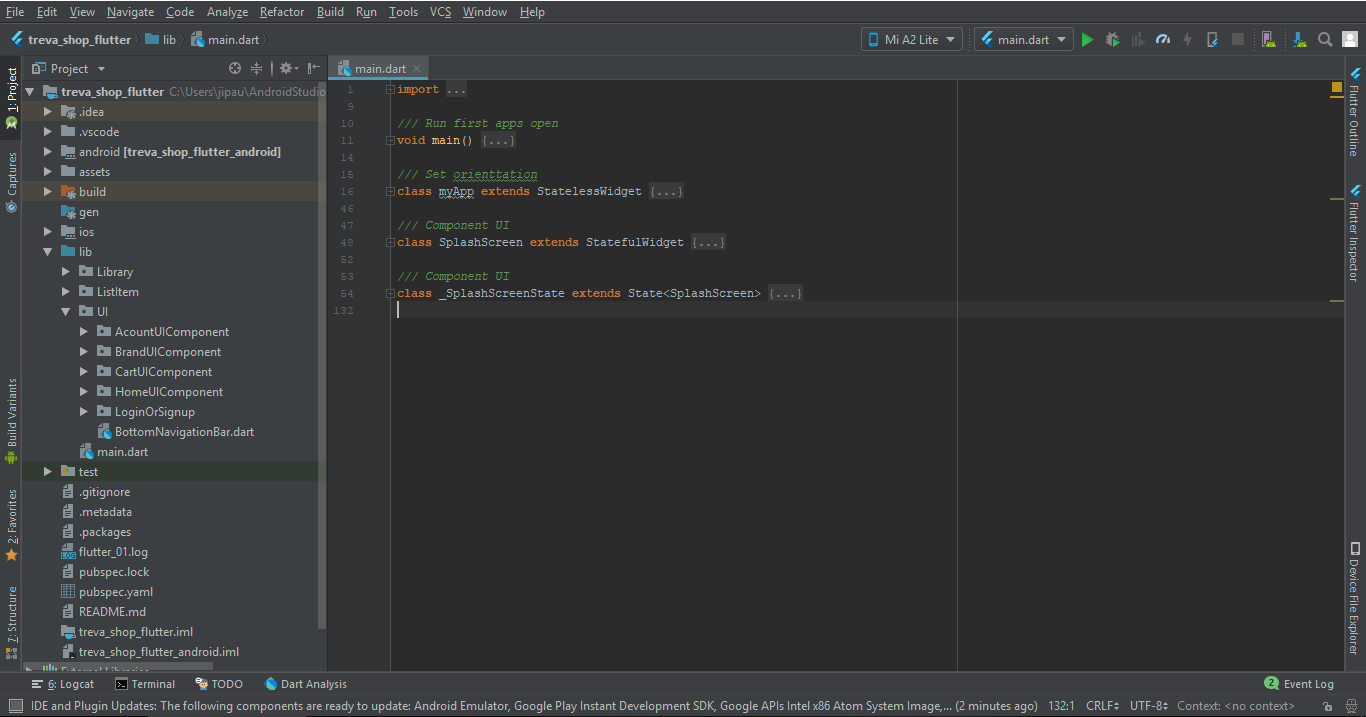 File Edit View Navigate Code Analyze Refactor Build Run Tools VCS Window Help
treva_shop_flutter lib main.dart Mi A2 Lite main.dart
1: Project
Captures
Build Variants
2: Favorites
7: Structure
Project
treva_shop_flutter C:\Users\jipau\AndroidStudio
.idea
.vscode
android [treva_shop_flutter_android]
assets
build
gen
ios
lib
Library
ListItem
UI
AcountUIComponent
BrandUIComponent
CartUIComponent
HomeUIComponent
LoginOrSignup
BottomNavigationBar.dart
main.dart
test
.gitignore
.metadata
.packages
flutter_01.log
pubspec.lock
pubspec.yaml
README.md
treva_shop_flutter.iml
treva_shop_flutter_android.iml
External Libraries
main.dart
1 import ...
9
10 /// Run first apps open
11 void main() {...}
14
15 /// Set orienttation
16 class myApp extends StatelessWidget {...}
46
47 /// Component UI
48 class SplashScreen extends StatefulWidget {...}
52
53 /// Component UI
54 class _SplashScreenState extends State<SplashScreen> {...}
132
Flutter Outline
Flutter Inspector
Device File Explorer
6: Logcat Terminal TODO Dart Analysis 2 Event Log
IDE and Plugin Updates: The following components are ready to update: Android Emulator, Google Play Instant Development SDK, Google APIs Intel x86 Atom System Image,... (2 minutes ago) 132:1 CRLF UTF-8 Context: <no context>